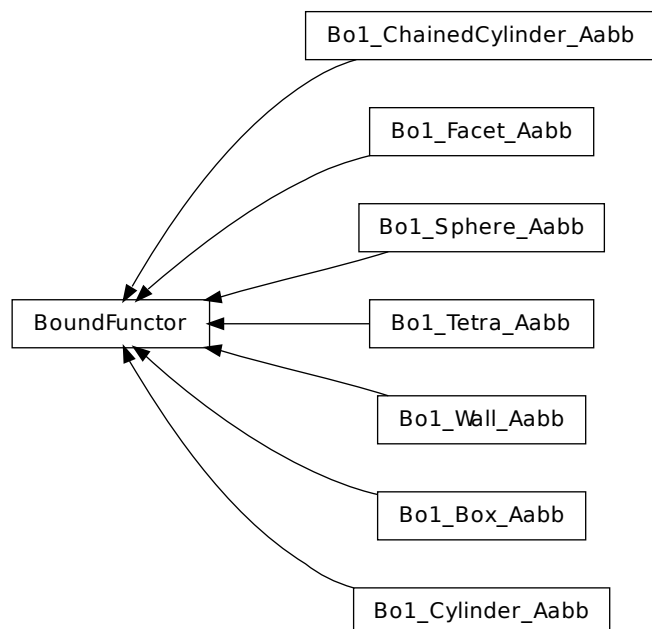 Bo1_ChainedCylinder_Aabb
Bo1_Facet_Aabb
Bo1_Sphere_Aabb
BoundFunctor
Bo1_Tetra_Aabb
Bo1_Wall_Aabb
Bo1_Box_Aabb
Bo1_Cylinder_Aabb